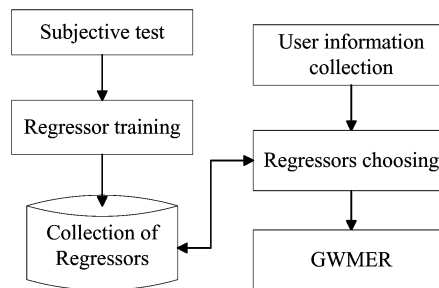 Subjective test
Regressor training
Collection of
Regressors
User information
collection
Regressors choosing
GWMER